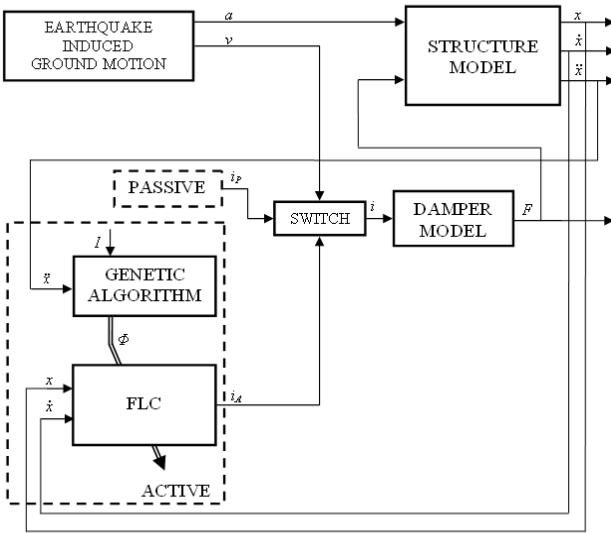 EARTHQUAKE
INDUCED
GROUND MOTION
a
v
STRUCTURE
MODEL
x
ẋ
ẍ
PASSIVE
i_P
SWITCH
i
DAMPER
MODEL
F
I
ẍ
GENETIC
ALGORITHM
Φ
x
ẋ
FLC
i_A
ACTIVE